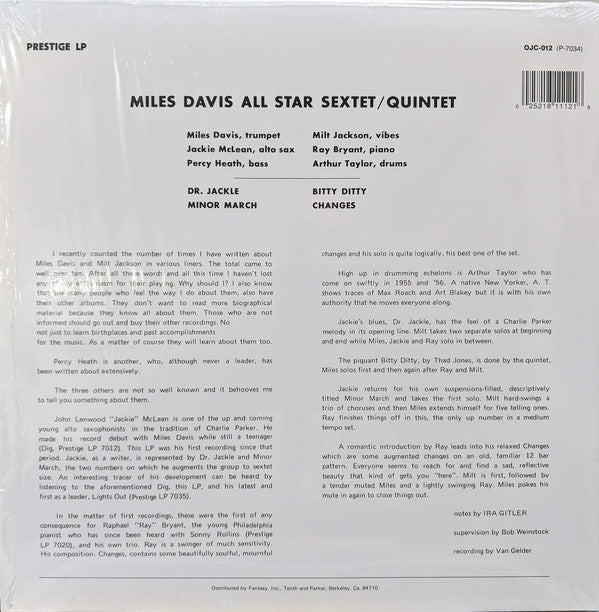 PRESTIGE LP
OJC-012 (P-7034)
0 25218 11121 8
MILES DAVIS ALL STAR SEXTET/QUINTET
Miles Davis, trumpet
Jackie McLean, alto sax
Percy Heath, bass
Milt Jackson, vibes
Ray Bryant, piano
Arthur Taylor, drums
DR. JACKLE
MINOR MARCH
BITTY DITTY
CHANGES
I recently counted the number of times I have written about
Miles Davis and Milt Jackson in various liners. The total came to
well over ten. After all the words and all this time I haven't lost
any of my enthusiasm for their playing. Why should I? I also know
that the many people who feel the way I do about them, also have
their other albums. They don't want to read more biographical
material because they know all about them. Those who are not
informed should go out and buy their other recordings. No
not just to learn birthplaces and past accomplishments
for the music. As a matter of course they will learn about them too.
Percy Heath is another, who, although never a leader, has
been written about extensively.
The three others are not so well known and it behooves me
to tell you something about them.
John Lenwood "Jackie" McLean is one of the up and coming
young alto saxophonists in the tradition of Charlie Parker. He
made his record debut with Miles Davis while still a teenager
(Dig, Prestige LP 7012). This LP was his first recording since that
period. Jackie, as a writer, is represented by Dr. Jackle and Minor
March, the two numbers on which he augments the group to sextet
size. An interesting tracer of his development can be heard by
listening to the aforementioned Dig, this LP, and his latest and
first as a leader, Lights Out (Prestige LP 7035).
In the matter of first recordings, these were the first of any
consequence for Raphael "Ray" Bryant, the young Philadelphia
pianist who has since been heard with Sonny Rollins (Prestige
LP 7020), and his own trio. Ray is a swinger of much sensitivity.
His composition. Changes, contains some beautifully soulful, mournful
changes and his solo is quite logically, his best one of the set.
High up in drumming echelons is Arthur Taylor who has
come on swiftly in 1955 and '56. A native New Yorker, A. T.
shows traces of Max Roach and Art Blakey but it is with his own
authority that he moves everyone along.
Jackie's blues, Dr. Jackle, has the feel of a Charlie Parker
melody in its opening line. Milt takes two separate solos at beginning
and end while Miles, Jackie and Ray solo in between.
The piquant Bitty Ditty, by Thad Jones, is done by the quintet,
Miles solos first and then again after Ray and Milt.
Jackie returns for his own suspensions-filled, descriptively
titled Minor March and takes the first solo. Milt hard-swings a
trio of choruses and then Miles extends himself for five telling ones.
Ray finishes things off in this, the only up number in a medium
tempo set.
A romantic introduction by Ray leads into his relaxed Changes
which are some augmented changes on an old, familiar 12 bar
pattern. Everyone seems to reach for and find a sad, reflective
beauty that kind of gets you "here". Milt is first, followed by
a tender muted Miles and a lightly swinging Ray. Miles pokes his
mute in again to close things out.
notes by IRA GITLER
supervision by Bob Weinstock
recording by Van Gelder
Distributed by Fantasy, Inc., Tenth and Parker, Berkeley, Ca. 94710